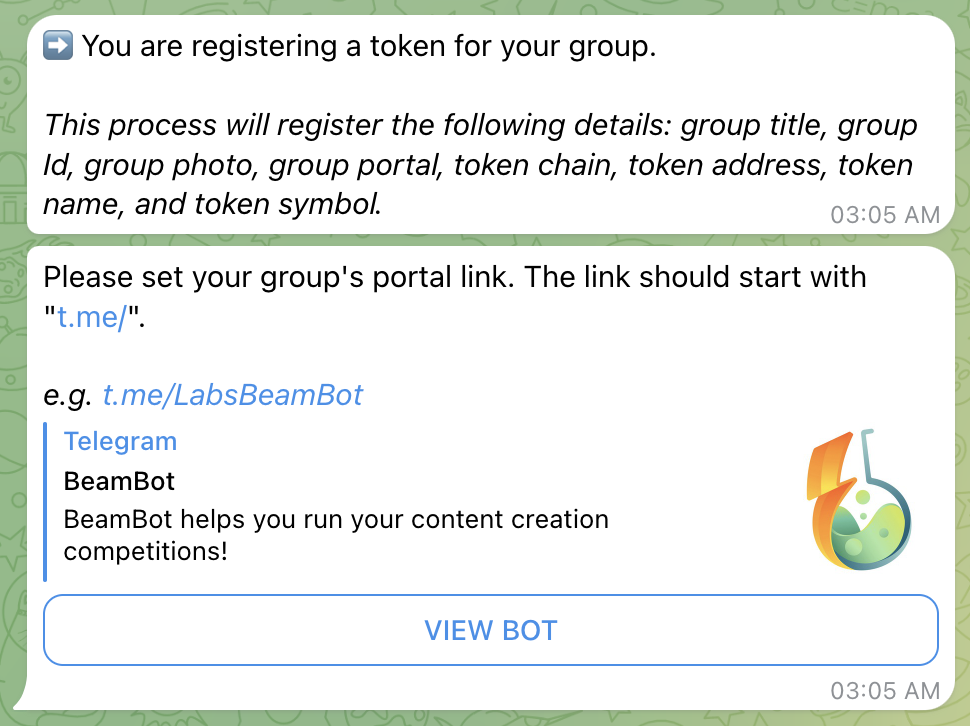 ➡️ You are registering a token for your group.
This process will register the following details: group title, group
Id, group photo, group portal, token chain, token address, token
name, and token symbol.
03:05 AM
Please set your group's portal link. The link should start with
"t.me/".
e.g. t.me/LabsBeamBot
Telegram
BeamBot
BeamBot helps you run your content creation
competitions!
VIEW BOT
03:05 AM